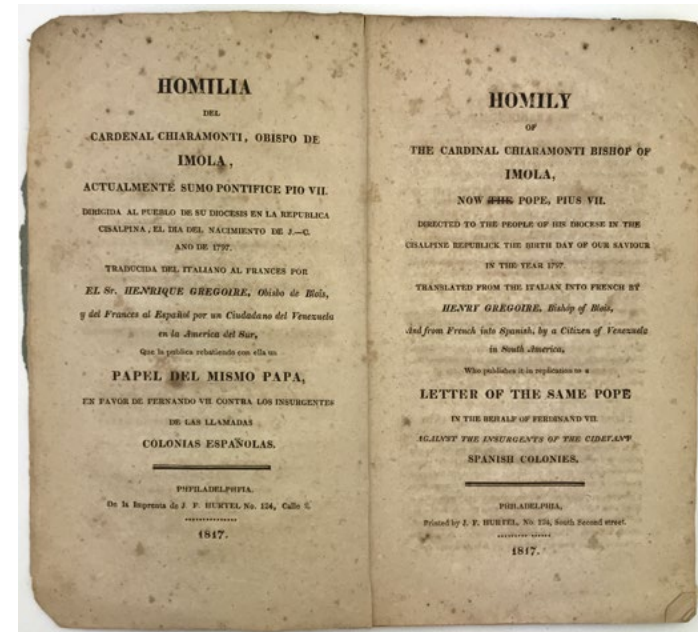 HOMILIA
DEL
CARDENAL CHIARAMONTI, OBISPO DE
IMOLA,
ACTUALMENTE SUMO PONTIFICE PIO VII.
DIRIGIDA AL PUEBLO DE SU DIOCESIS EN LA REPUBLICA
CISALPINA, EL DIA DEL NACIMIENTO DE J.—C.
ANO DE 1797.
TRADUCIDA DEL ITALIANO AL FRANCES POR
EL Sr. HENRIQUE GREGOIRE, Obisbo de Blois,
y del Frances al Español por un Ciudadano del Venezuela
en la America del Sur,
Que la publica rebatiendo con ella un
PAPEL DEL MISMO PAPA,
EN FAVOR DE FERNANDO VII CONTRA LOS INSURGENTES
DE LAS LLAMADAS
COLONIAS ESPAÑOLAS.
PHILADELPHIA,
De la Imprenta de J. F. HURTEL No. 124, Calle 2.
1817.
HOMILY
OF
THE CARDINAL CHIARAMONTI BISHOP OF
IMOLA,
NOW THE POPE, PIUS VII.
DIRECTED TO THE PEOPLE OF HIS DIOCESE IN THE
CISALPINE REPUBLICK THE BIRTH DAY OF OUR SAVIOUR
IN THE YEAR 1797.
TRANSLATED FROM THE ITALIAN INTO FRENCH BY
HENRY GREGOIRE, Bishop of Blois,
And from French into Spanish, by a Citizen of Venezuela
in South America,
Who publishes it in replication to a
LETTER OF THE SAME POPE
IN THE BEHALF OF FERDINAND VII.
AGAINST THE INSURGENTS OF THE CIDEVANT
SPANISH COLONIES.
PHILADELPHIA,
Printed by J. F. HURTEL, No. 124, South Second street.
1817.